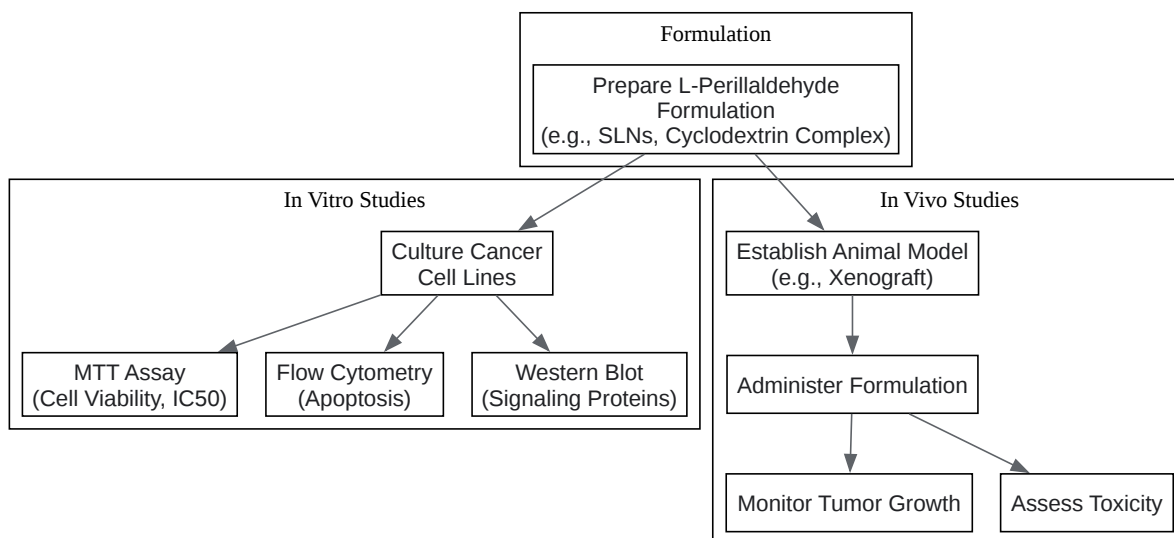 Formulation
Prepare L-Perillaldehyde
Formulation
(e.g., SLNs, Cyclodextrin Complex)
In Vitro Studies
Culture Cancer
Cell Lines
MTT Assay
(Cell Viability, IC50)
Flow Cytometry
(Apoptosis)
Western Blot
(Signaling Proteins)
In Vivo Studies
Establish Animal Model
(e.g., Xenograft)
Administer Formulation
Monitor Tumor Growth
Assess Toxicity